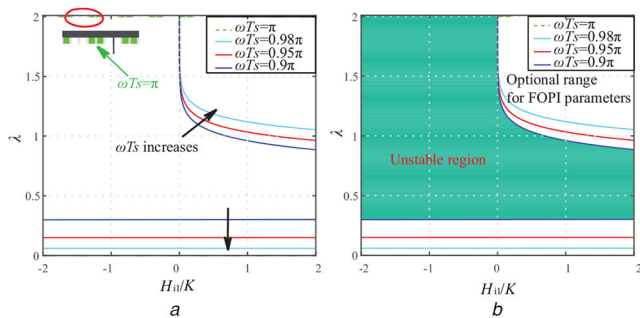 2
1.5
1
0.5
0
λ
-2
-1
0
1
2
H_il/K
a
ωTs=π
ωTs=0.98π
ωTs=0.95π
ωTs=0.9π
ωTs=π
ωTs increases
2
1.5
1
0.5
0
λ
-2
-1
0
1
2
H_il/K
b
ωTs=π
ωTs=0.98π
ωTs=0.95π
ωTs=0.9π
Optional range
for FOPI parameters
Unstable region